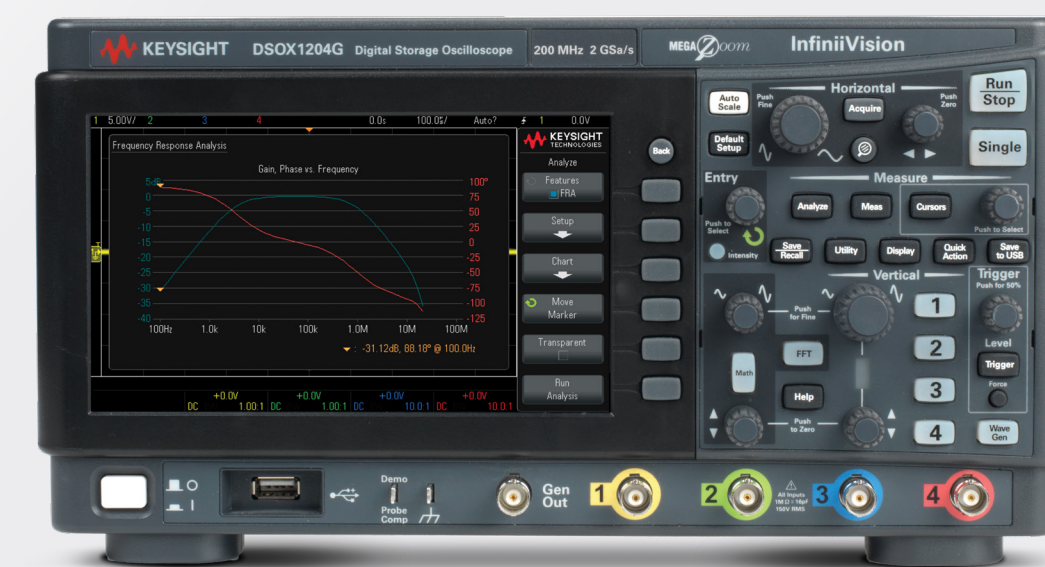 KEYSIGHT DSOX1204G Digital Storage Oscilloscope 200 MHz 2 GSa/s MEGA Zoom InfiniiVision
1 5.00V/ 2 3 4 0.0s 100.0s/ Auto? 1 0.0V
KEYSIGHT
TECHNOLOGIES
Frequency Response Analysis
Gain, Phase vs. Frequency
5dB
0
-5
-10
-15
-20
-25
-30
-35
-40
100°
75
50
25
0
-25
-50
-75
-100
-125
100Hz 1.0k 10k 100k 1.0M 10M 100M
: -31.12dB, 88.18° @ 100.0Hz
DC +0.0V 1.00:1
DC +0.0V 1.00:1
DC +0.0V 10.0:1
DC +0.0V 10.0:1
Analyze
Features
FRA
Setup
Chart
Move
Marker
Transparent
Run
Analysis
Back
Auto
Scale
Default
Setup
Horizontal
Push
Fine
Acquire
Push
Zero
Run
Stop
Single
Entry
Push to
Select
Intensity
Measure
Analyze
Meas
Cursors
Push to Select
Save
Recall
Utility
Display
Quick
Action
Save
to USB
Vertical
Push
for Fine
FFT
Math
Help
Push
to Zero
1
2
3
4
Trigger
Push for 50%
Level
Trigger
Force
Wave
Gen
Demo
Probe
Comp
Gen
Out
1
2
All Inputs
1M Ω = 16pF
150V RMS
3
4